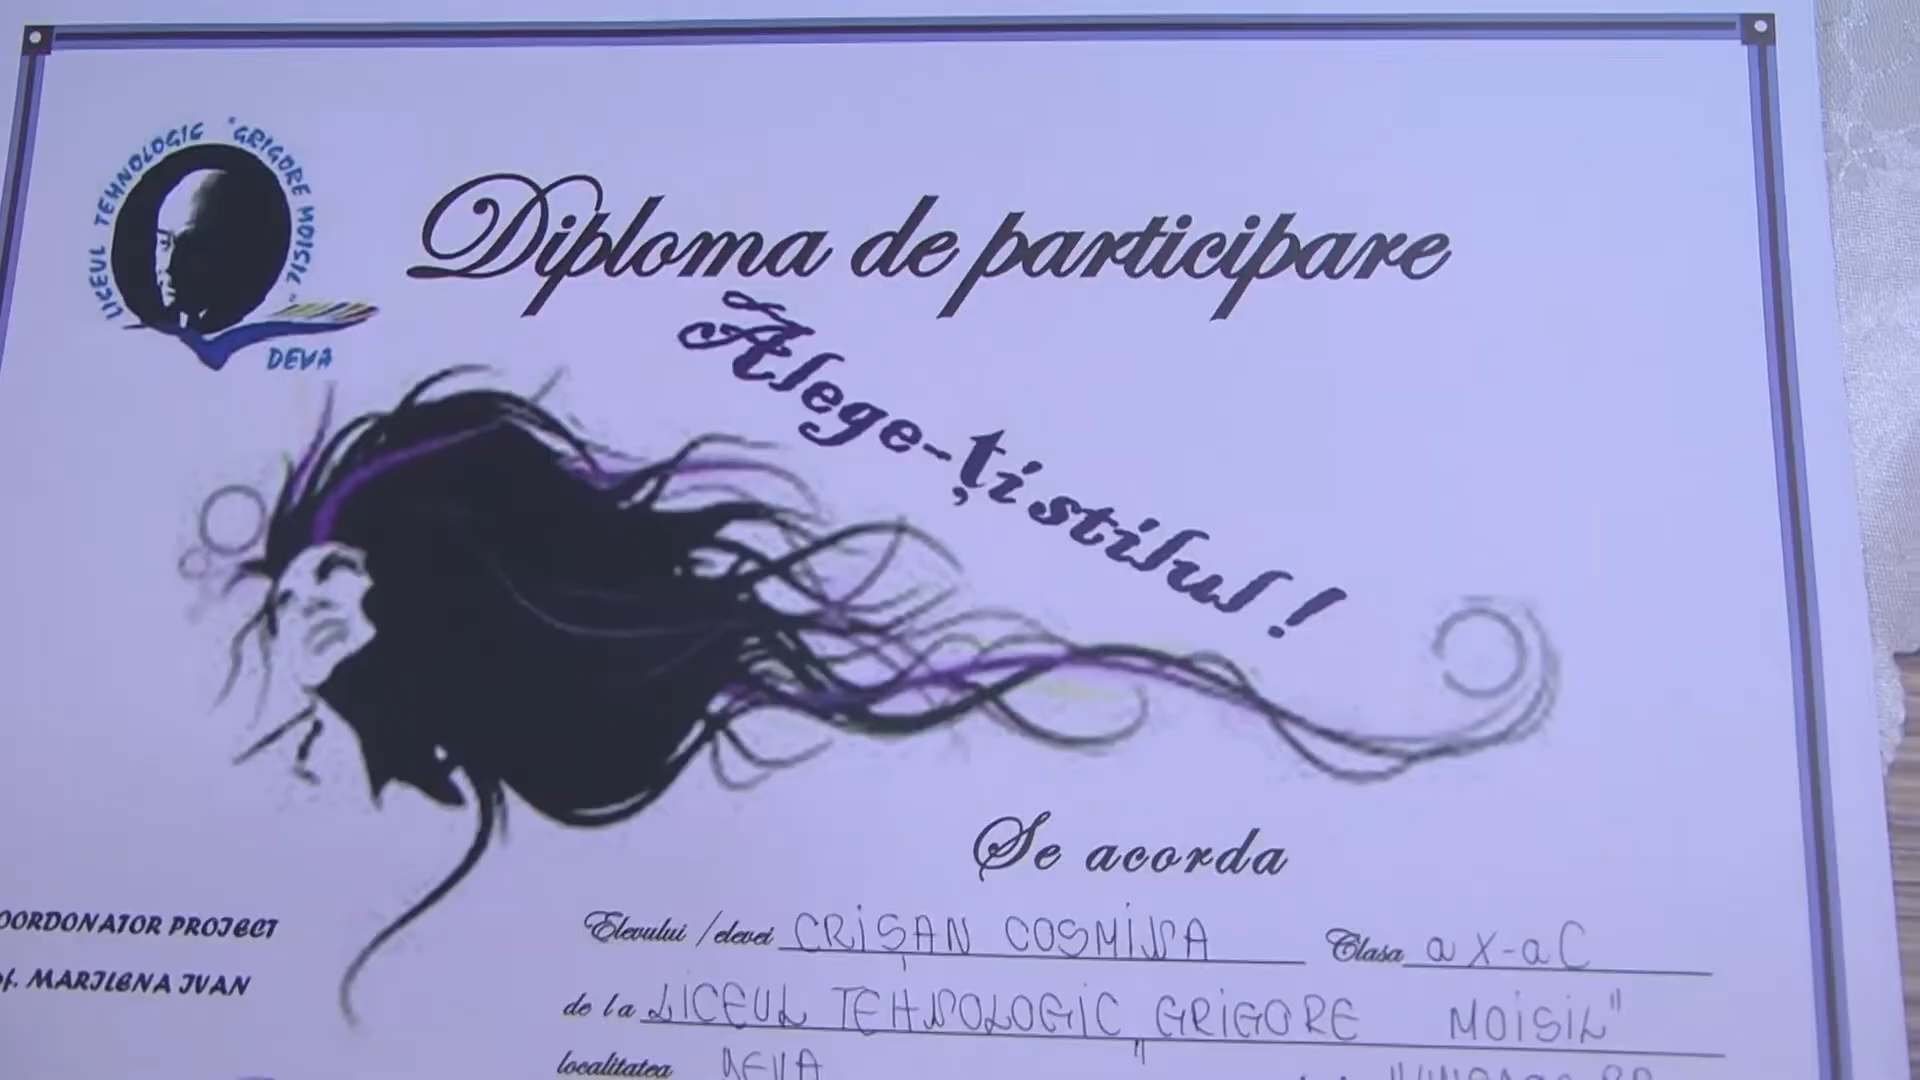 LICEUL TEHNOLOGIC "GRIGORE MOISIL"
DEVA
Diploma de participare
Alege-ți stilul !
Se acorda
OORDONATOR PROJECT
Elevului /elevei CRIȘAN COSMINA Clasa a X-a C
MARILENA IVAN
de la LICEUL TEHNOLOGIC "GRIGORE MOISIL"
localitatea DEVA